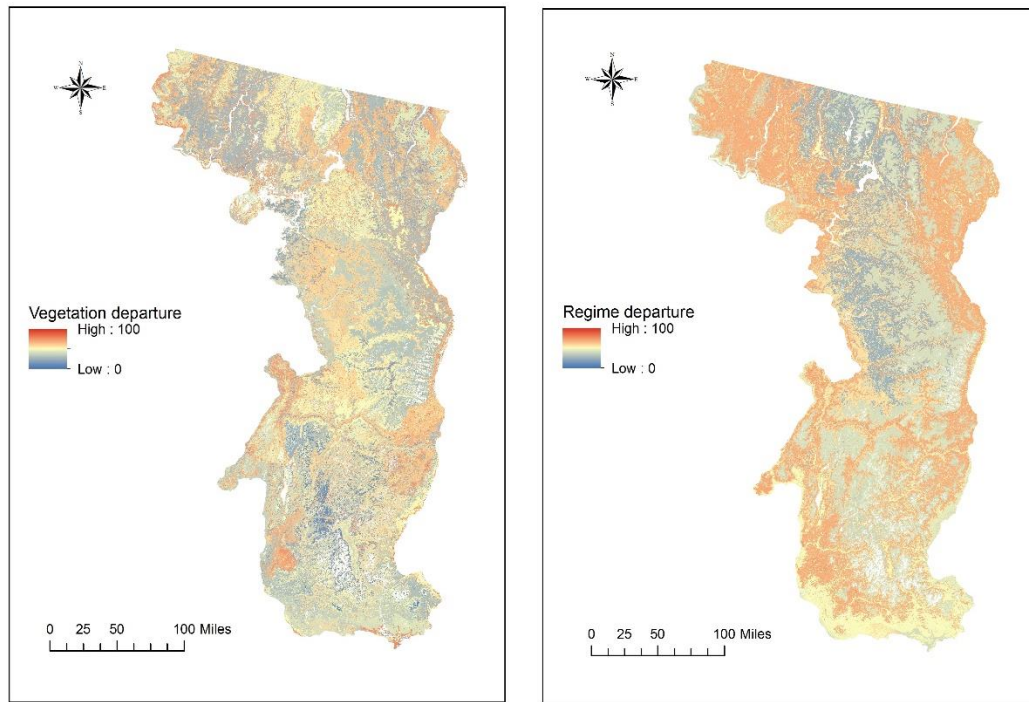 N
W E
S
Vegetation departure
High : 100
Low : 0
0 25 50 100 Miles
N
W E
S
Regime departure
High : 100
Low : 0
0 25 50 100 Miles